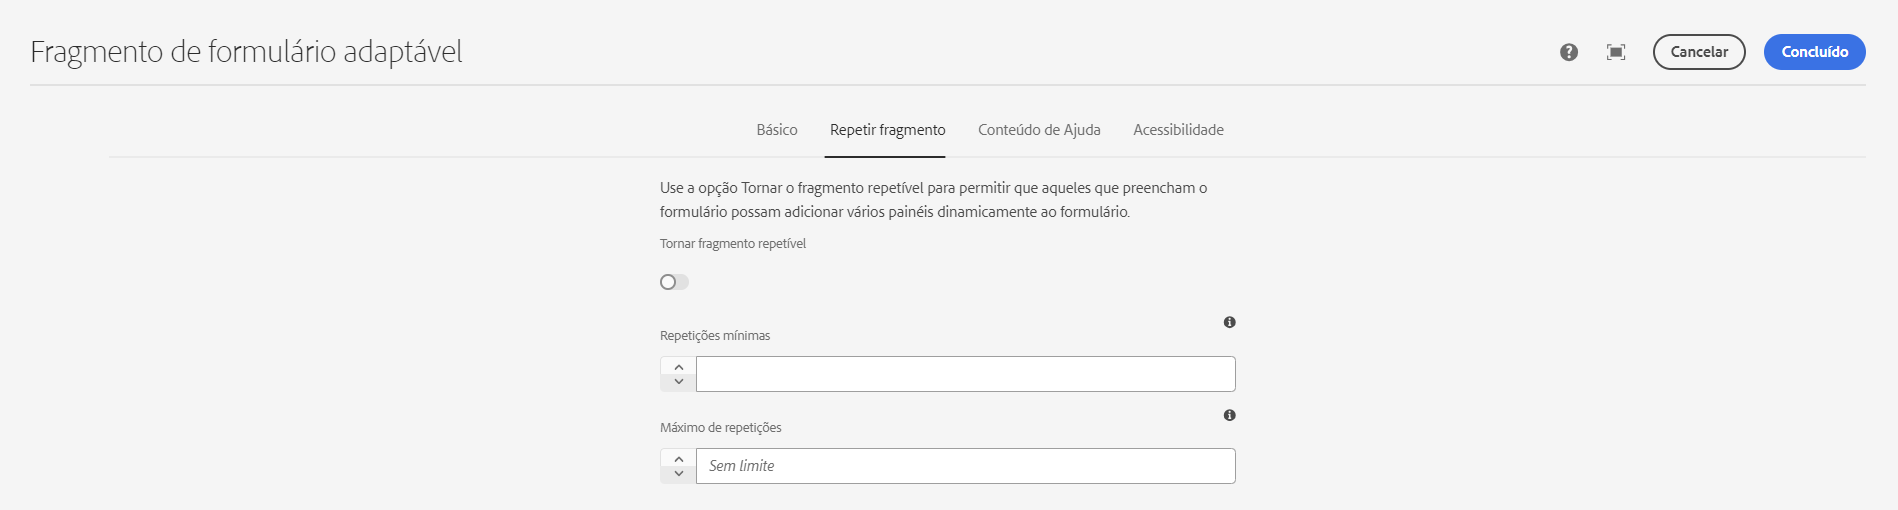 Fragmento de formulário adaptável
Cancelar
Concluído
Básico
Repetir fragmento
Conteúdo de Ajuda
Acessibilidade
Use a opção Tornar o fragmento repetível para permitir que aqueles que preencham o
formulário possam adicionar vários painéis dinamicamente ao formulário.
Tornar fragmento repetível
Repetições mínimas
Máximo de repetições
Sem limite